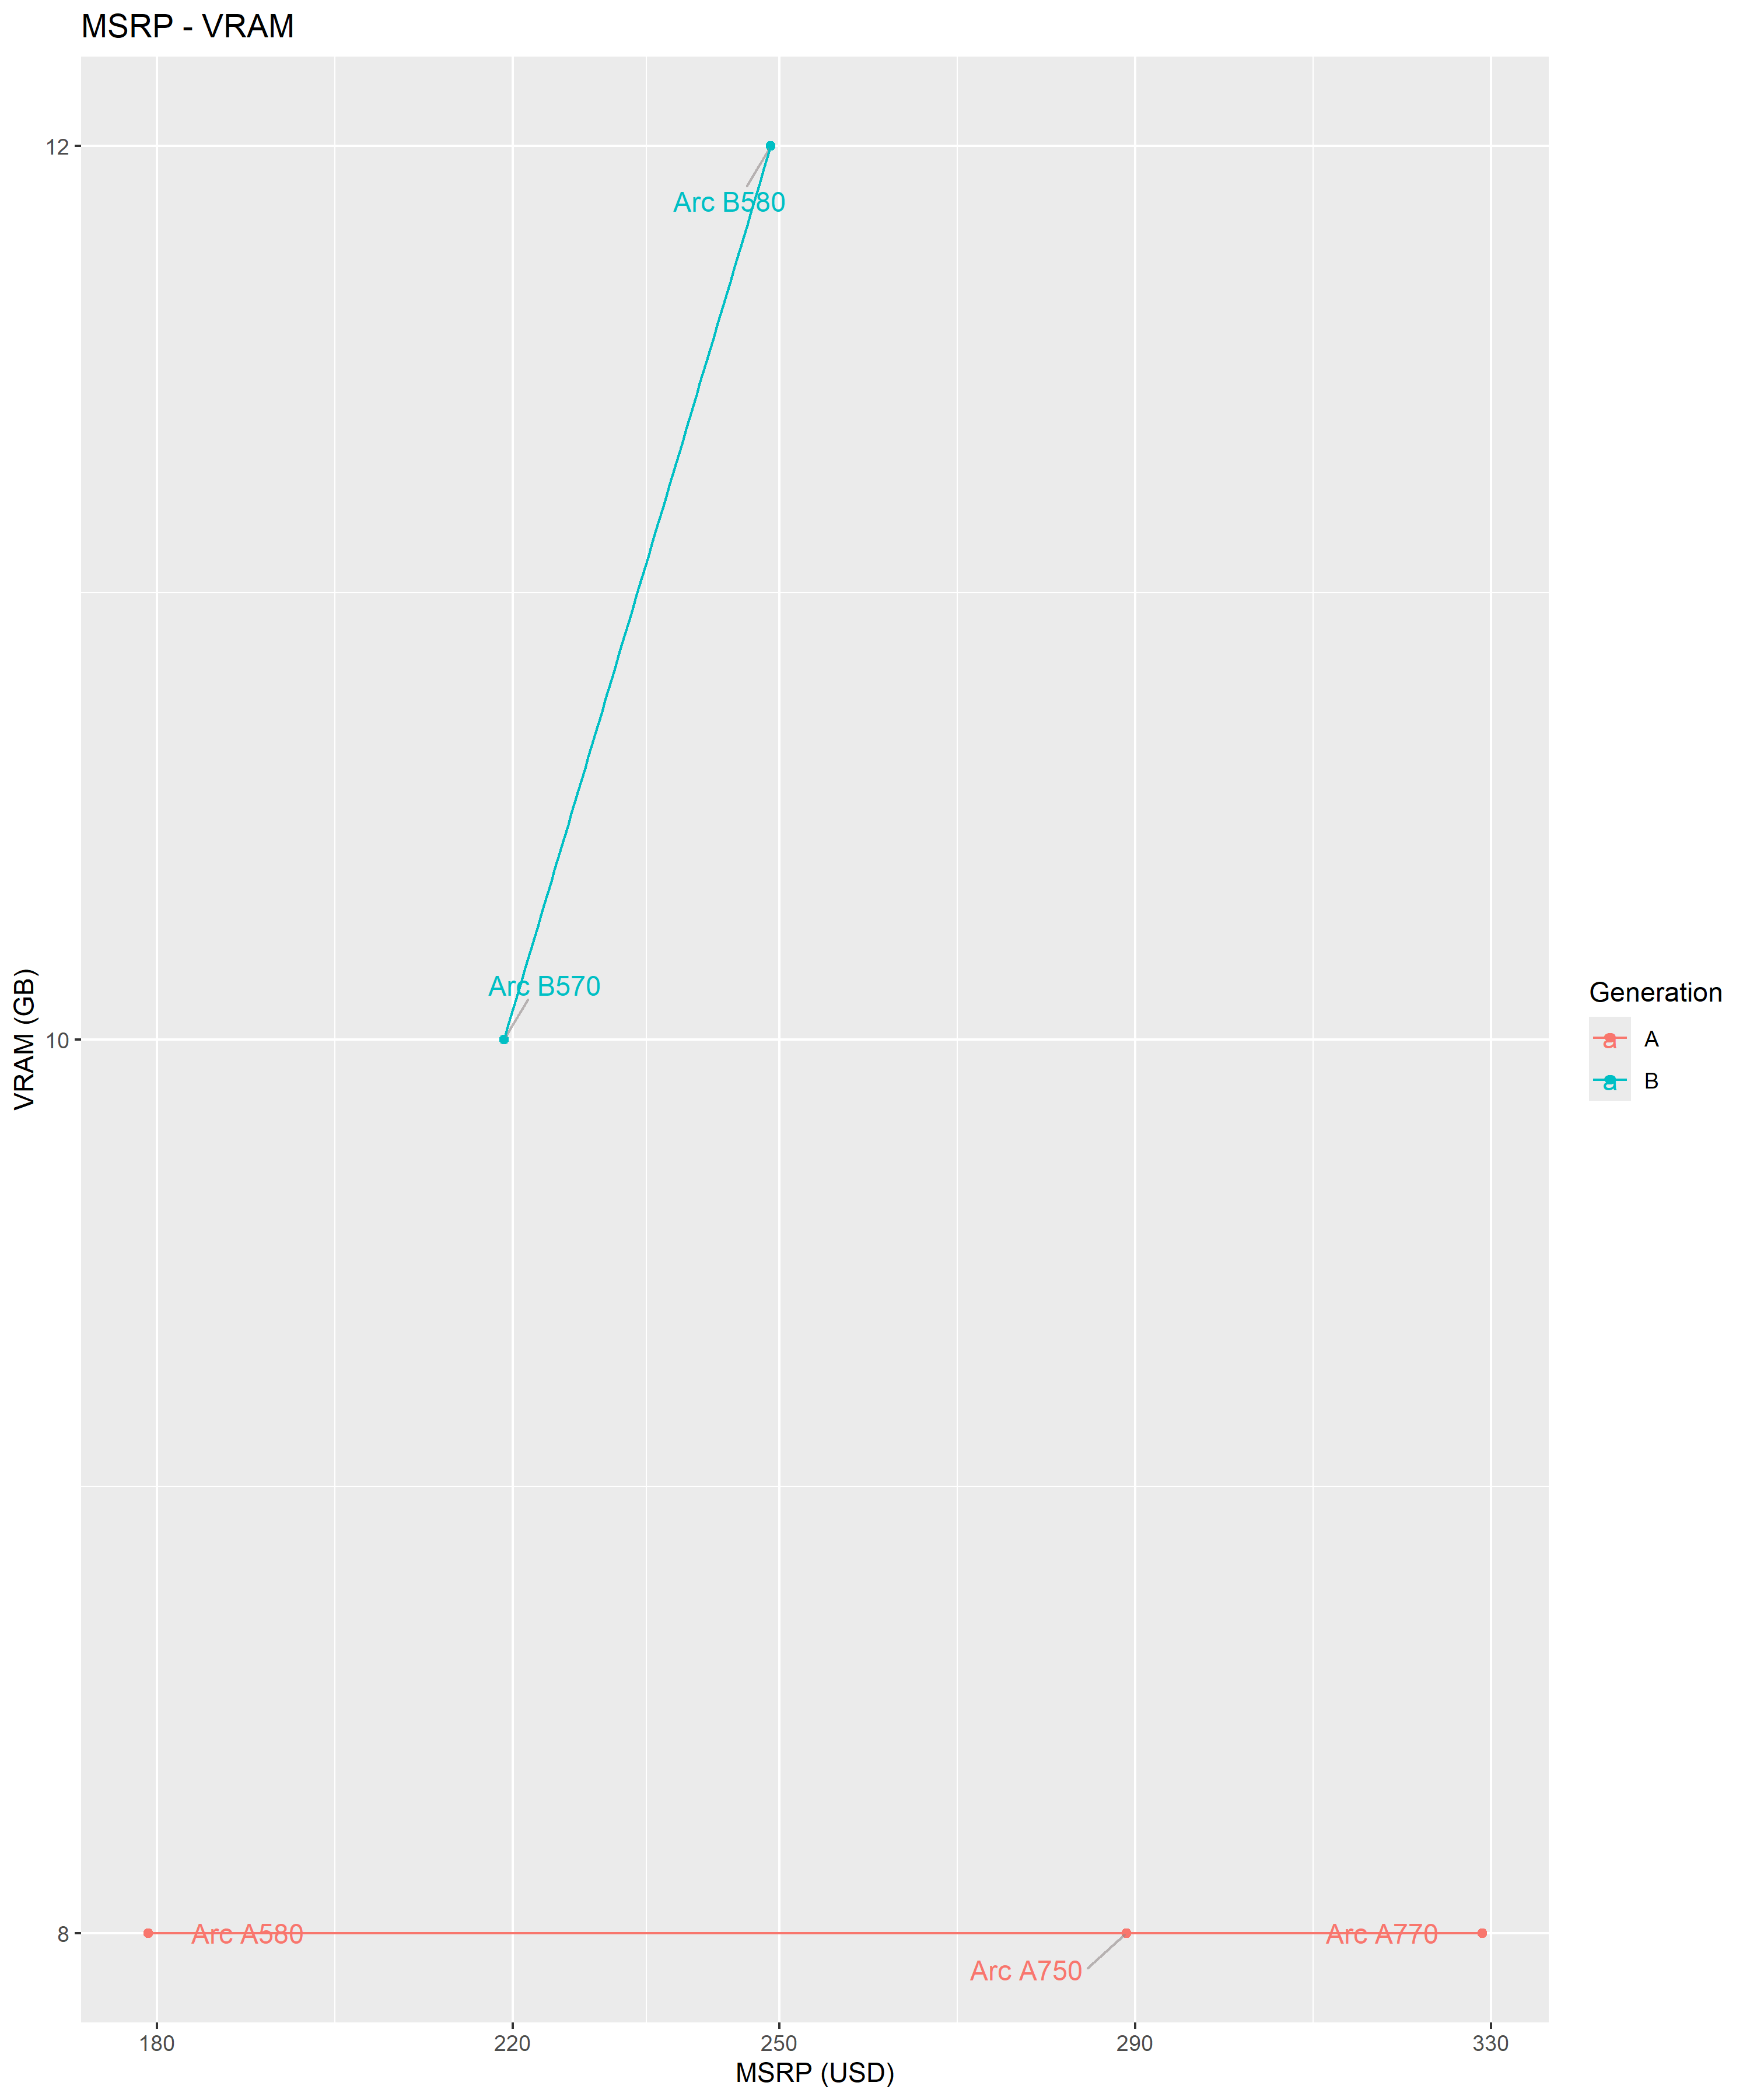 MSRP - VRAM
12
Arc B580
Arc B570
10
VRAM (GB)
Generation
a A
a B
8
Arc A580
Arc A770
Arc A750
180 220 250 290 330
MSRP (USD)